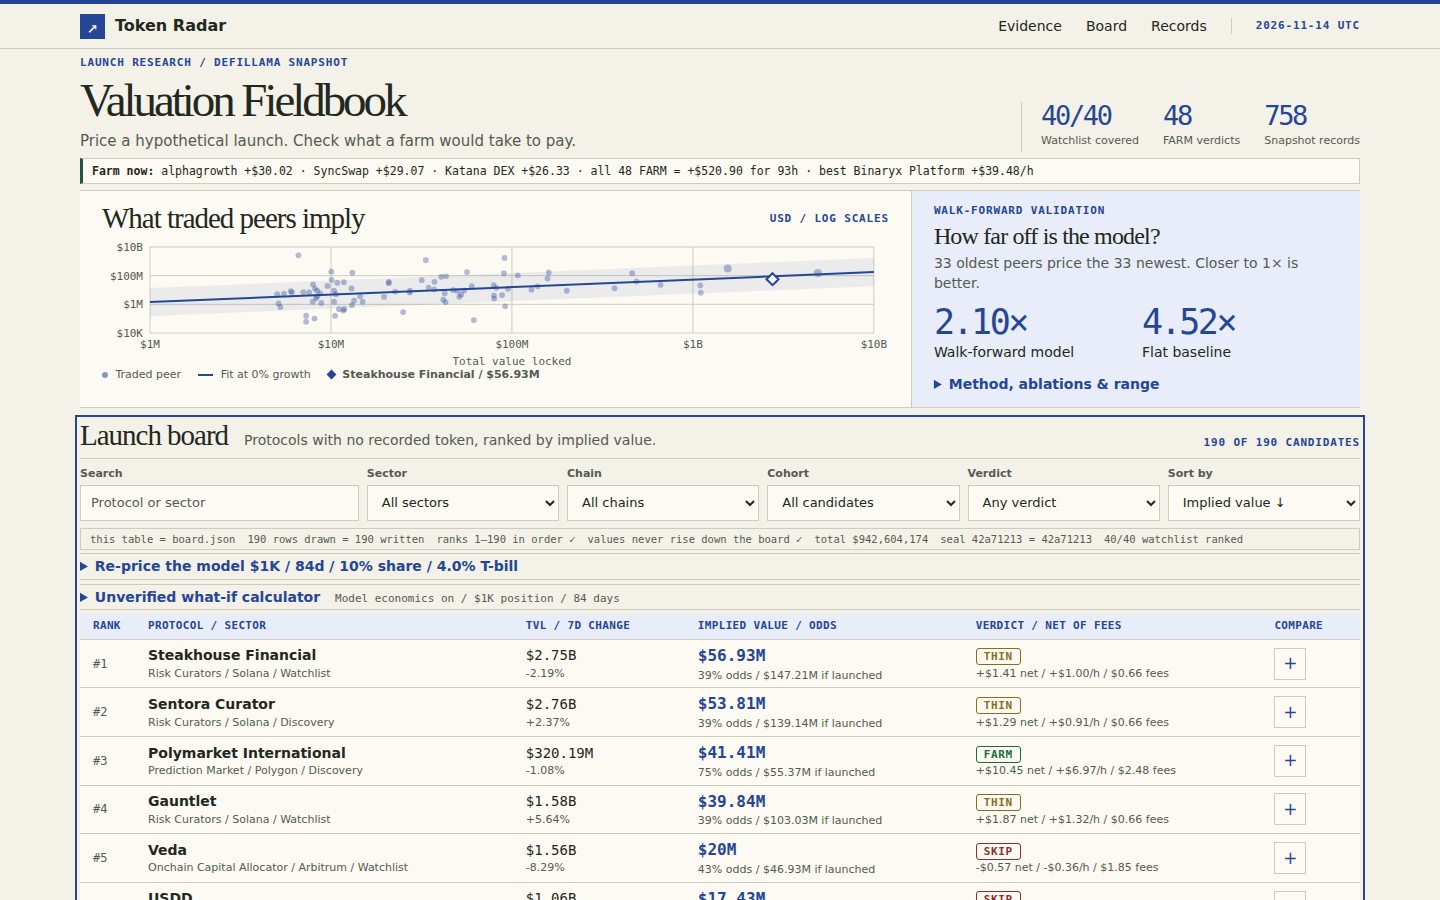 ↗ Token Radar
Evidence Board Records 2026-11-14 UTC
LAUNCH RESEARCH / DEFILLAMA SNAPSHOT
Valuation Fieldbook
Price a hypothetical launch. Check what a farm would take to pay.
40/40 48 758
Watchlist covered FARM verdicts Snapshot records
Farm now: alphagrowth +$30.02 · SyncSwap +$29.07 · Katana DEX +$26.33 · all 48 FARM = +$520.90 for 93h · best Binaryx Platform +$39.48/h
What traded peers imply
USD / LOG SCALES
$10B
$100M
$1M
$10K
$1M $10M $100M $1B $10B
Total value locked
Traded peer Fit at 0% growth Steakhouse Financial / $56.93M
WALK-FORWARD VALIDATION
How far off is the model?
33 oldest peers price the 33 newest. Closer to 1× is
better.
2.10× 4.52×
Walk-forward model Flat baseline
▶ Method, ablations & range
Launch board Protocols with no recorded token, ranked by implied value.
190 OF 190 CANDIDATES
Search Sector Chain Cohort Verdict Sort by
Protocol or sector All sectors All chains All candidates Any verdict Implied value ↓
this table = board.json 190 rows drawn = 190 written ranks 1–190 in order ✓ values never rise down the board ✓ total $942,604,174 seal 42a71213 = 42a71213 40/40 watchlist ranked
▶ Re-price the model $1K / 84d / 10% share / 4.0% T-bill
▶ Unverified what-if calculator Model economics on / $1K position / 84 days
RANK PROTOCOL / SECTOR TVL / 7D CHANGE IMPLIED VALUE / ODDS VERDICT / NET OF FEES COMPARE
#1 Steakhouse Financial $2.75B $56.93M THIN +
Risk Curators / Solana / Watchlist -2.19% 39% odds / $147.21M if launched +$1.41 net / +$1.00/h / $0.66 fees
#2 Sentora Curator $2.76B $53.81M THIN +
Risk Curators / Solana / Discovery +2.37% 39% odds / $139.14M if launched +$1.29 net / +$0.91/h / $0.66 fees
#3 Polymarket International $320.19M $41.41M FARM +
Prediction Market / Polygon / Discovery -1.08% 75% odds / $55.37M if launched +$10.45 net / +$6.97/h / $2.48 fees
#4 Gauntlet $1.58B $39.84M THIN +
Risk Curators / Solana / Watchlist +5.64% 39% odds / $103.03M if launched +$1.87 net / +$1.32/h / $0.66 fees
#5 Veda $1.56B $20M SKIP +
Onchain Capital Allocator / Arbitrum / Watchlist -8.29% 43% odds / $46.93M if launched -$0.57 net / -$0.36/h / $1.85 fees
USDD $1.06B $17.43M SKIP